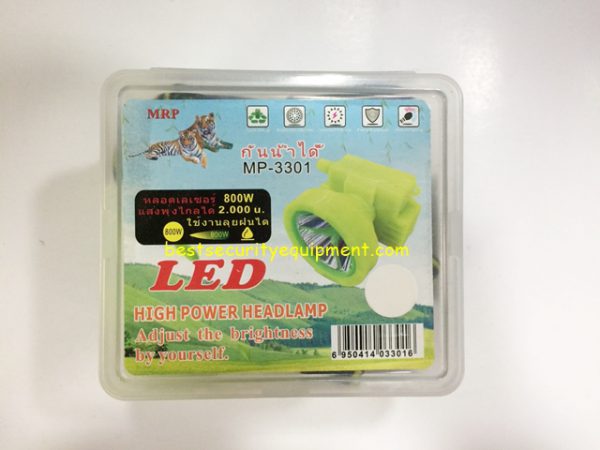 MRP
กันน้ำได้
MP-3301
หลอดเลเซอร์ 800W
แสงพุ่งไกลได้ 2.000 ม.
ใช้งานลุยฝนได้
800W
800W
bestsecurityequipment.com
LED
HIGH POWER HEADLAMP
Adjust the brightness
by yourself.
6 950414 033016